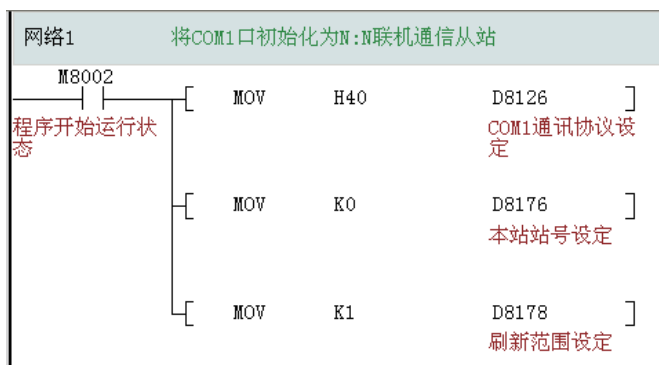 网络1 将COM1口初始化为N:N联机通信从站
M8002
MOV H40 D8126
程序开始运行状
态
COM1通讯协议设
定
MOV K0 D8176
本站站号设定
MOV K1 D8178
刷新范围设定